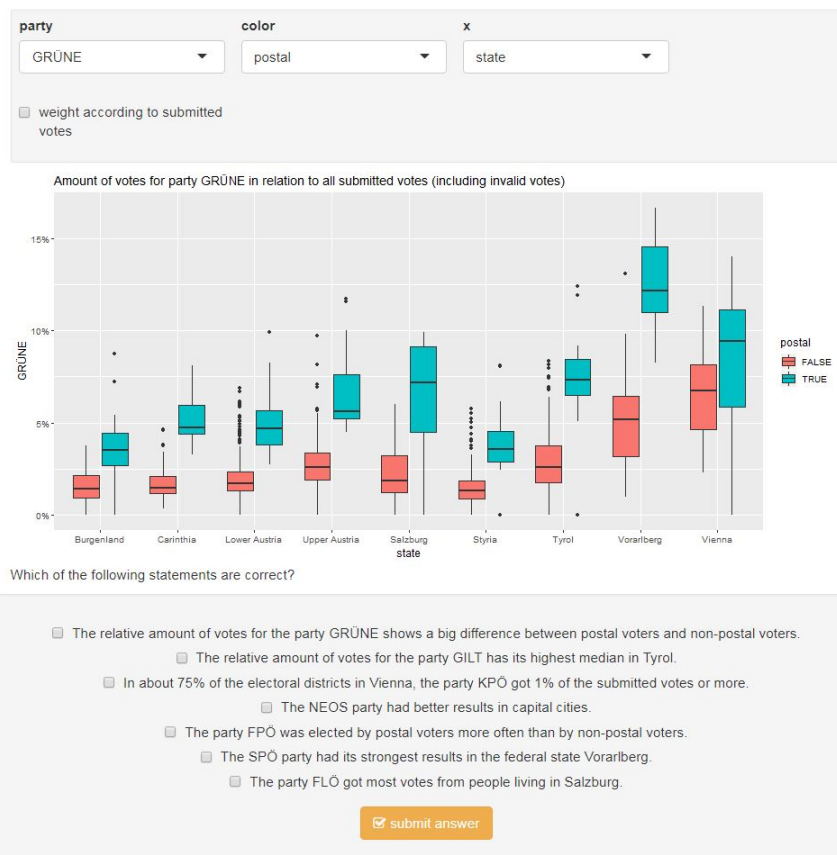 party color x
GRÜNE postal state
weight according to submitted
votes
Amount of votes for party GRÜNE in relation to all submitted votes (including invalid votes)
15%
10%
5%
0%
GRÜNE
Burgenland Carinthia Lower Austria Upper Austria Salzburg Styria Tyrol Vorarlberg Vienna
state
postal
FALSE
TRUE
Which of the following statements are correct?
The relative amount of votes for the party GRÜNE shows a big difference between postal voters and non-postal voters.
The relative amount of votes for the party GILT has its highest median in Tyrol.
In about 75% of the electoral districts in Vienna, the party KPÖ got 1% of the submitted votes or more.
The NEOS party had better results in capital cities.
The party FPÖ was elected by postal voters more often than by non-postal voters.
The SPÖ party had its strongest results in the federal state Vorarlberg.
The party FLÖ got most votes from people living in Salzburg.
submit answer